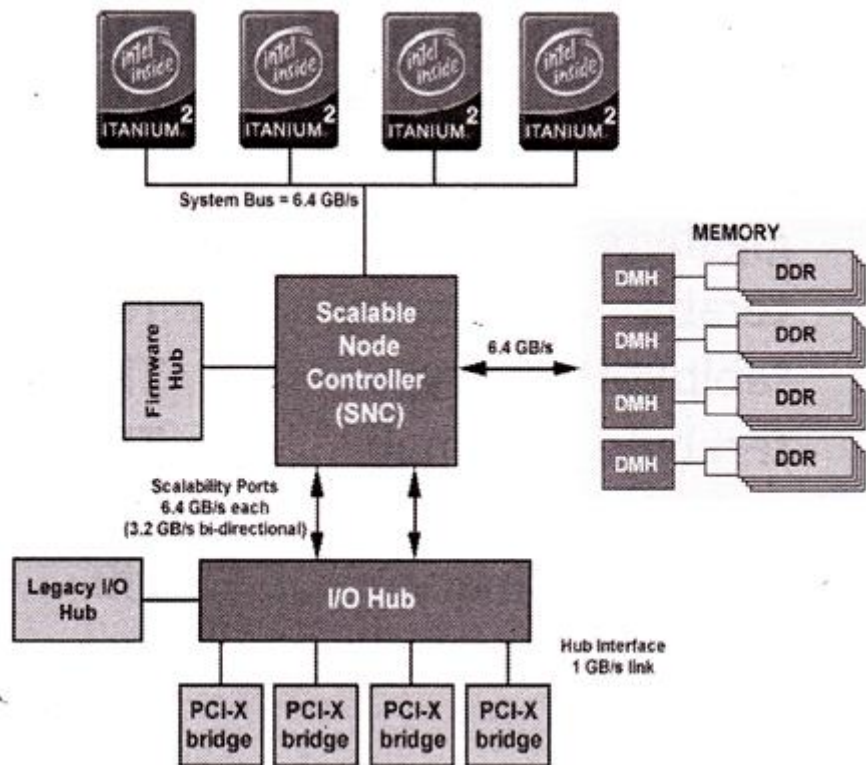 intel inside
ITANIUM 2
intel inside
ITANIUM 2
intel inside
ITANIUM 2
intel inside
ITANIUM 2
System Bus = 6.4 GB/s
MEMORY
DMH
DDR
DMH
DDR
DMH
DDR
DMH
DDR
Firmware
Hub
Scalable
Node
Controller
(SNC)
6.4 GB/s
Scalability Ports
6.4 GB/s each
(3.2 GB/s bi-directional)
Legacy I/O
Hub
I/O Hub
Hub Interface
1 GB/s link
PCI-X
bridge
PCI-X
bridge
PCI-X
bridge
PCI-X
bridge